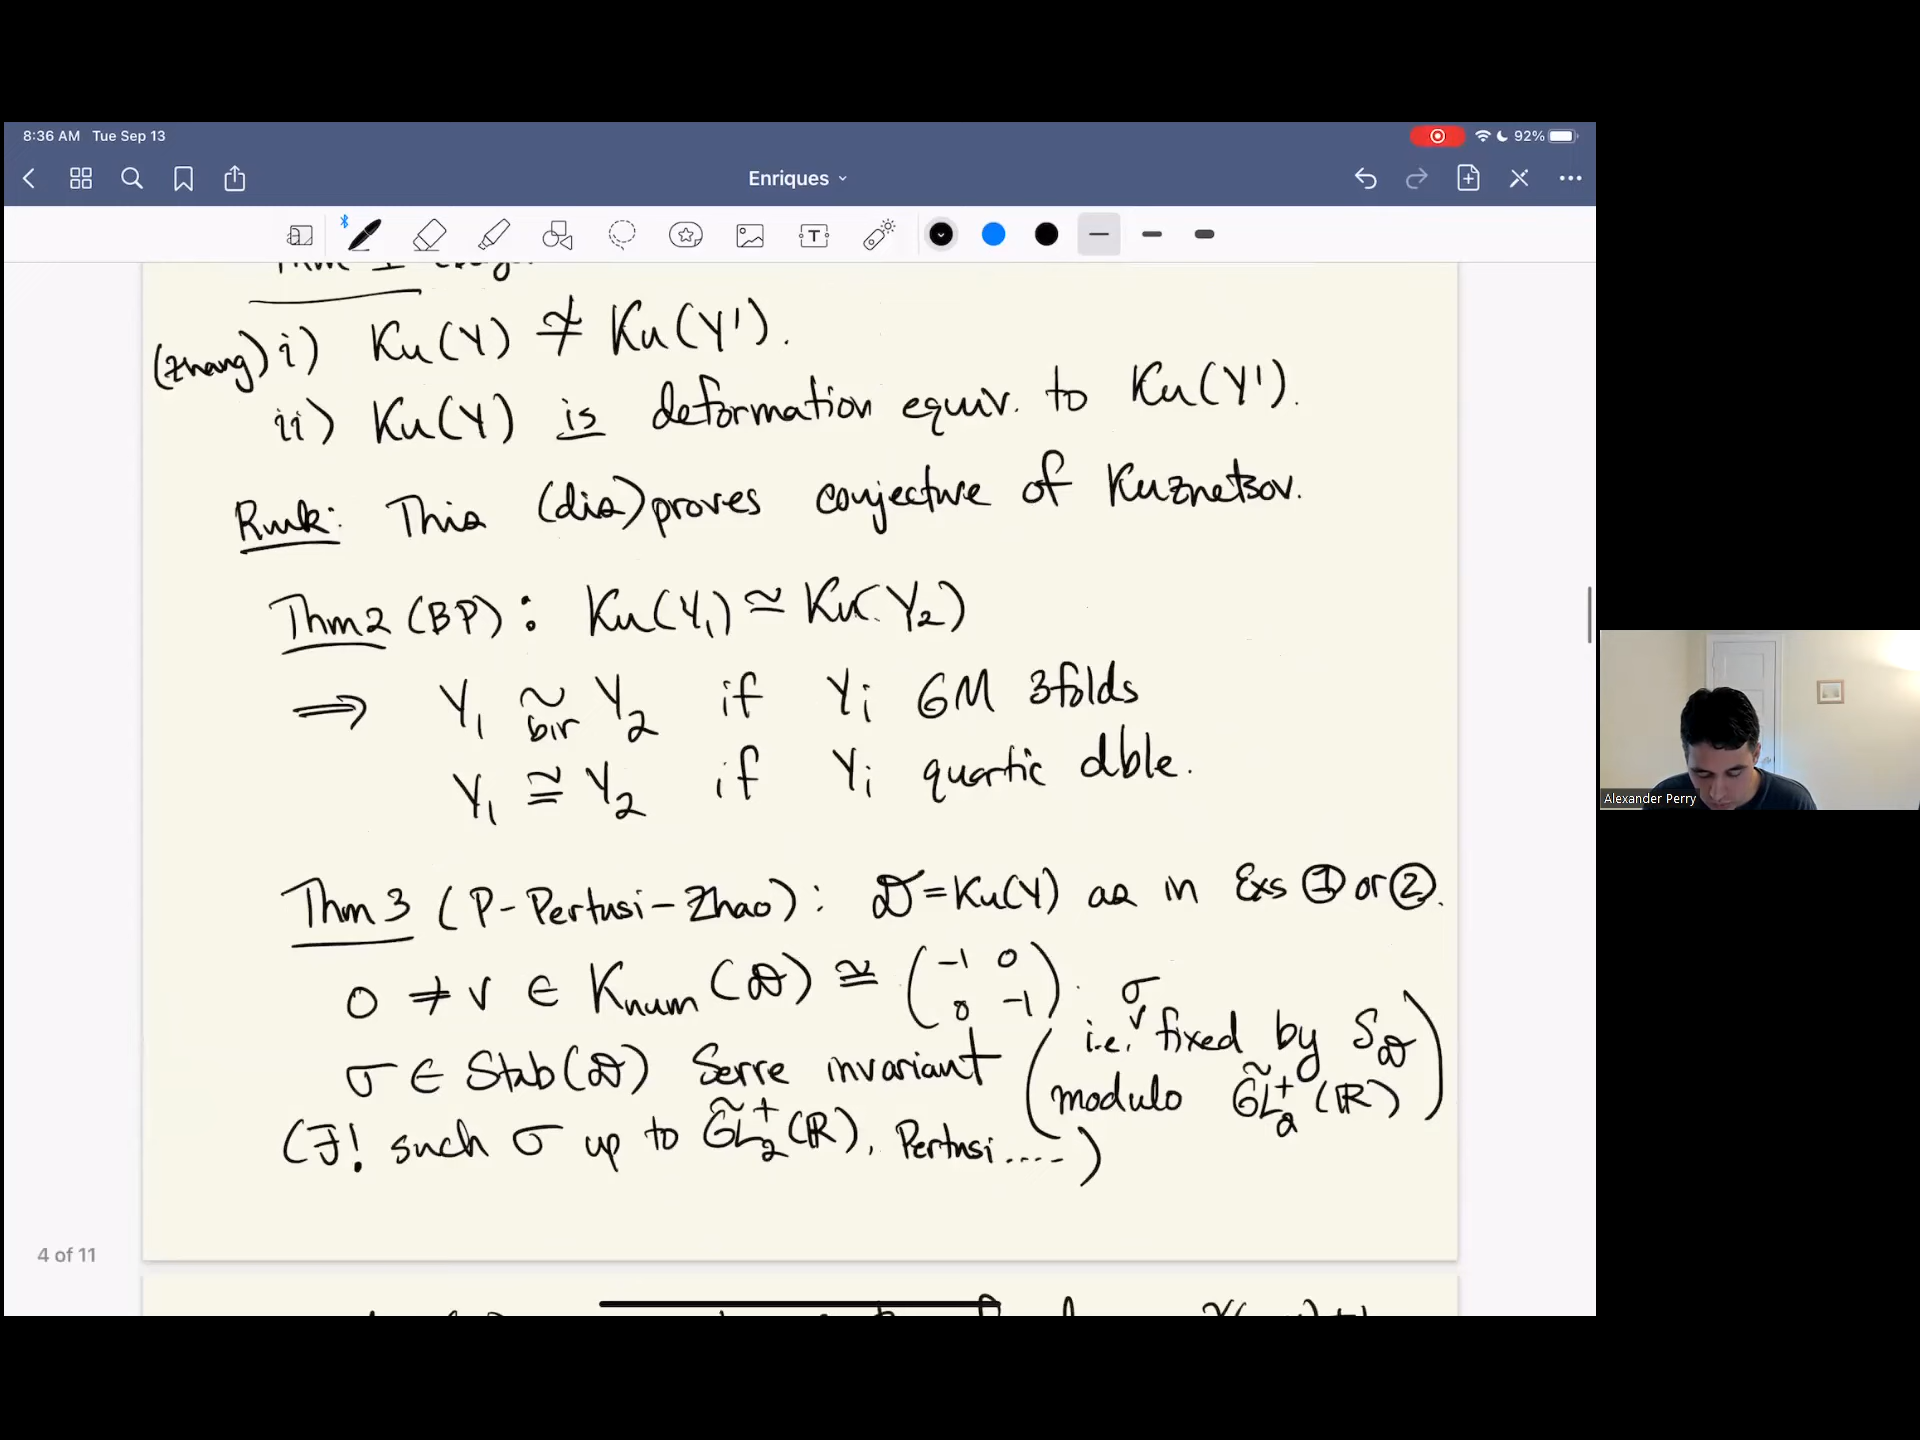 8:36 AM Tue Sep 13
92%
Enriques
(Zhang) i) Ku(Y) ≄ Ku(Y').
ii) Ku(Y) is deformation equiv. to Ku(Y').
Rmk: This (dis)proves conjecture of Kuznetsov.
Thm 2 (BP): Ku(Y₁) ≃ Ku(Y₂)
⟹ Y₁ ~bir Y₂ if Yi GM 3folds
Y₁ ≅ Y₂ if Yi quartic dble.
Thm 3 (P-Pertusi-Zhao): 𝒟 = Ku(Y) as in Exs ① or ②.
0 ≠ v ∈ Knum(𝒟) ≅ (-1 0
0 -1).
σ ∈ Stab(𝒟) Serre invariant (i.e. σ fixed by S𝒟
modulo G̃L₂⁺(ℝ))
(∃! such σ up to G̃L₂⁺(ℝ), Pertusi.....)
4 of 11
Alexander Perry